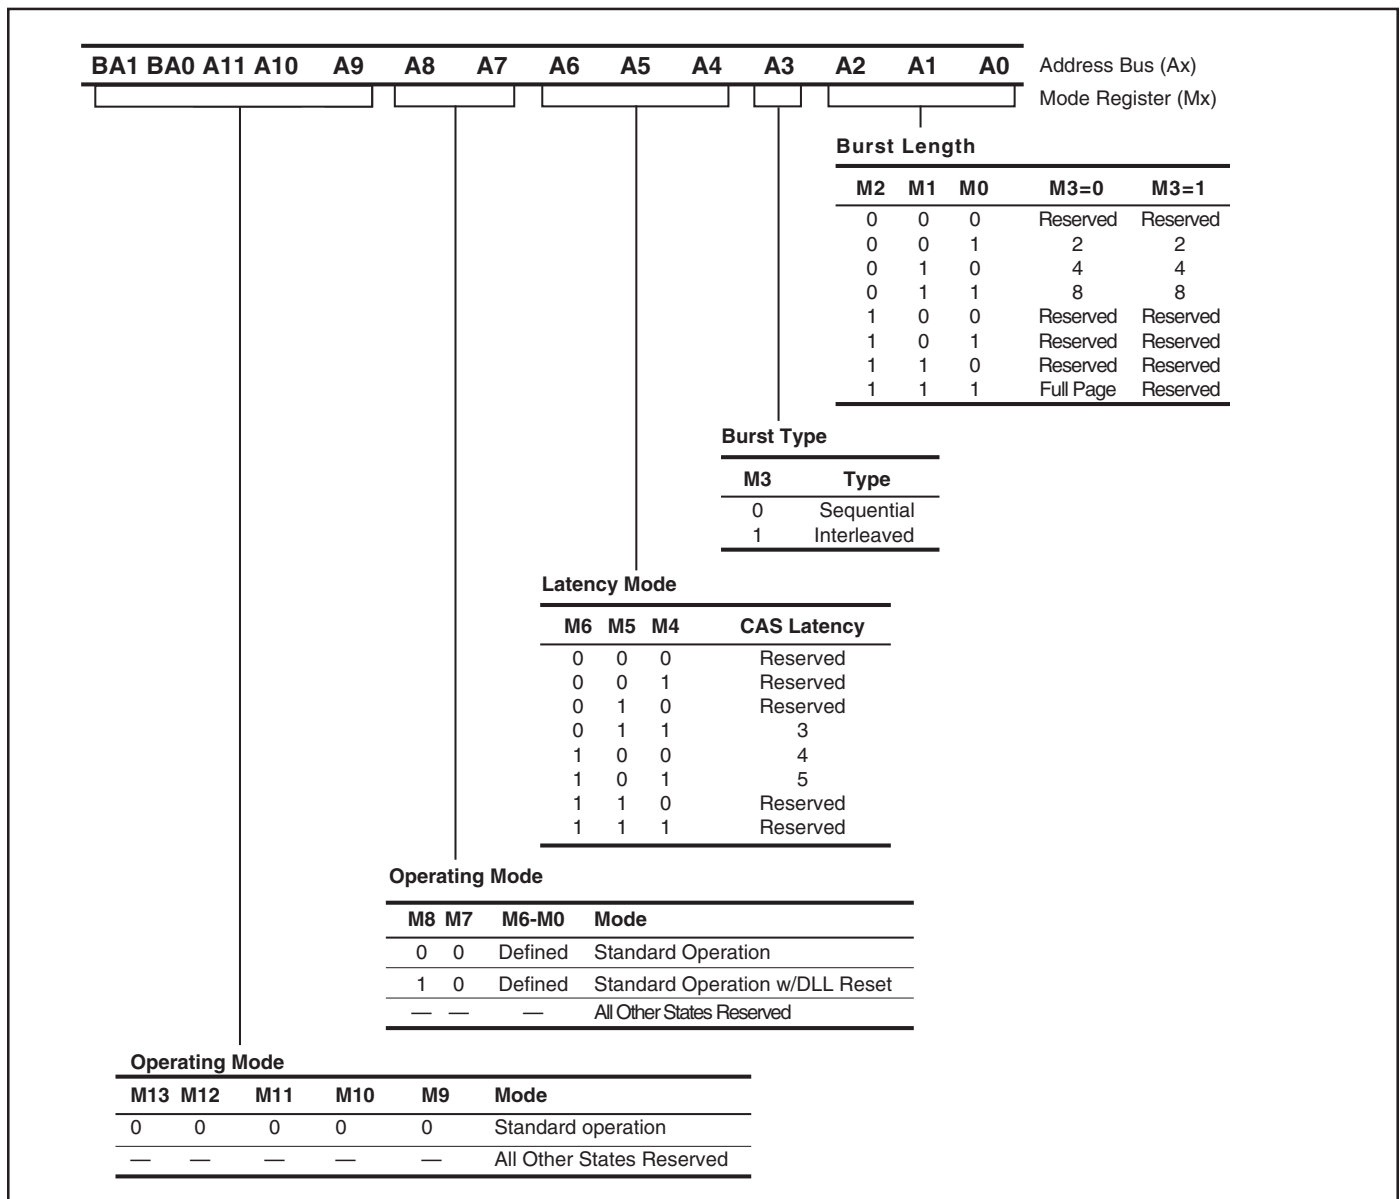 BA1 BA0 A11 A10 A9 A8 A7 A6 A5 A4 A3 A2 A1 A0 Address Bus (Ax)
Mode Register (Mx)
Burst Length
M2 M1 M0 M3=0 M3=1
0 0 0 Reserved Reserved
0 0 1 2 2
0 1 0 4 4
0 1 1 8 8
1 0 0 Reserved Reserved
1 0 1 Reserved Reserved
1 1 0 Reserved Reserved
1 1 1 Full Page Reserved
Burst Type
M3 Type
0 Sequential
1 Interleaved
Latency Mode
M6 M5 M4 CAS Latency
0 0 0 Reserved
0 0 1 Reserved
0 1 0 Reserved
0 1 1 3
1 0 0 4
1 0 1 5
1 1 0 Reserved
1 1 1 Reserved
Operating Mode
M8 M7 M6-M0 Mode
0 0 Defined Standard Operation
1 0 Defined Standard Operation w/DLL Reset
— — — All Other States Reserved
Operating Mode
M13 M12 M11 M10 M9 Mode
0 0 0 0 0 Standard operation
— — — — — All Other States Reserved